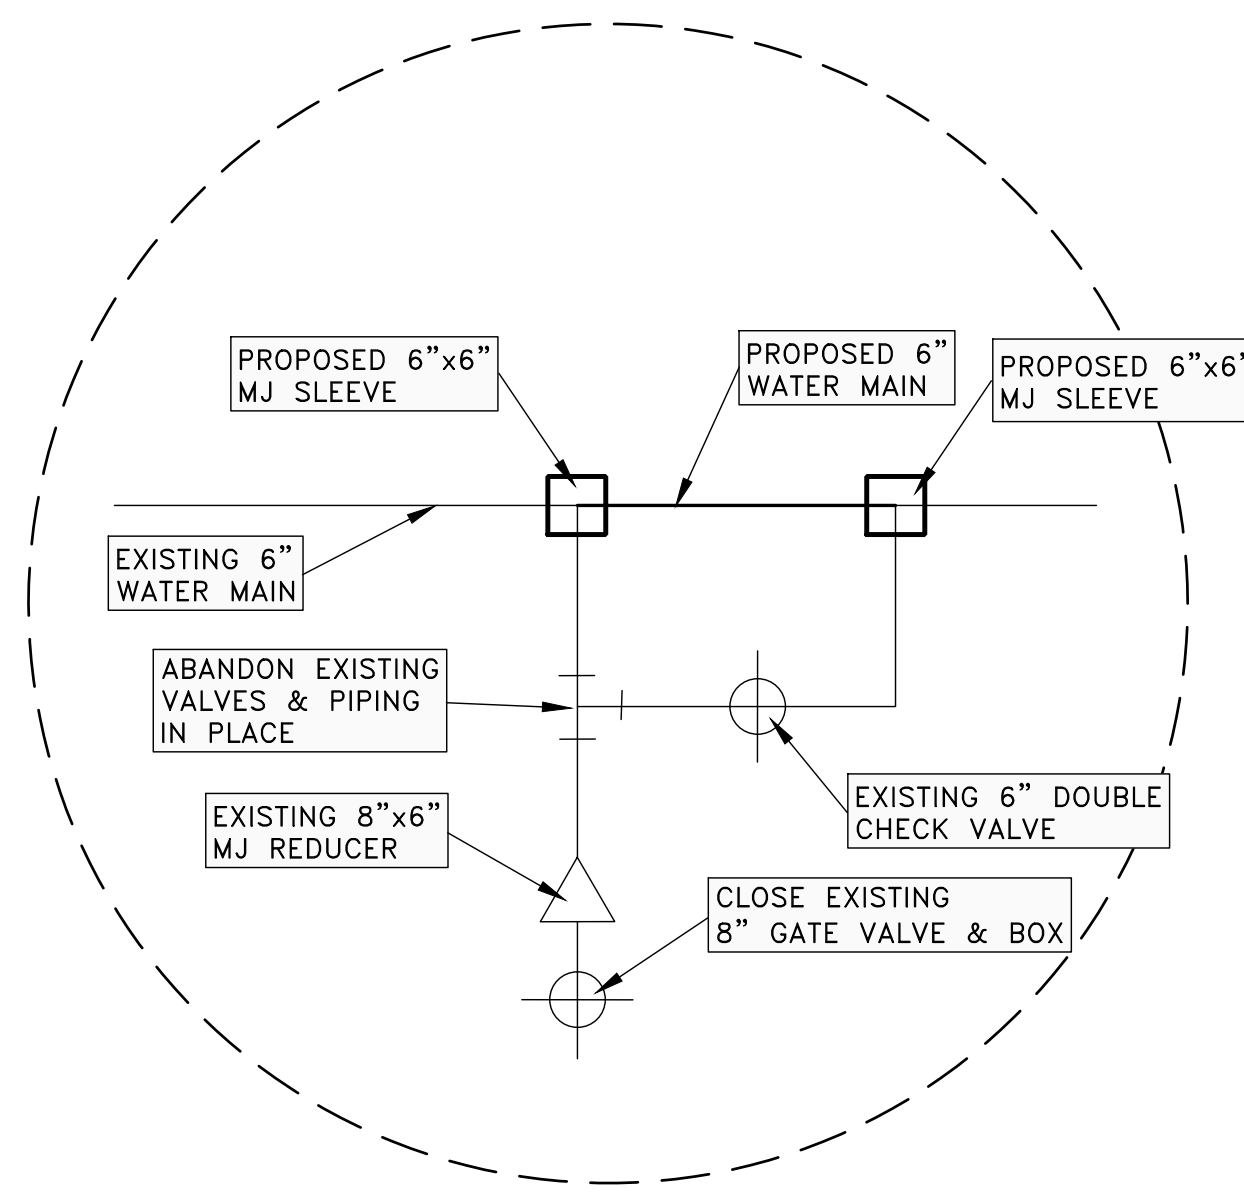 PROPOSED 6”x6”
MJ SLEEVE
PROPOSED 6”
WATER MAIN
PROPOSED 6”x6”
MJ SLEEVE
EXISTING 6”
WATER MAIN
ABANDON EXISTING
VALVES & PIPING
IN PLACE
EXISTING 8”x6”
MJ REDUCER
EXISTING 6” DOUBLE
CHECK VALVE
CLOSE EXISTING
8” GATE VALVE & BOX